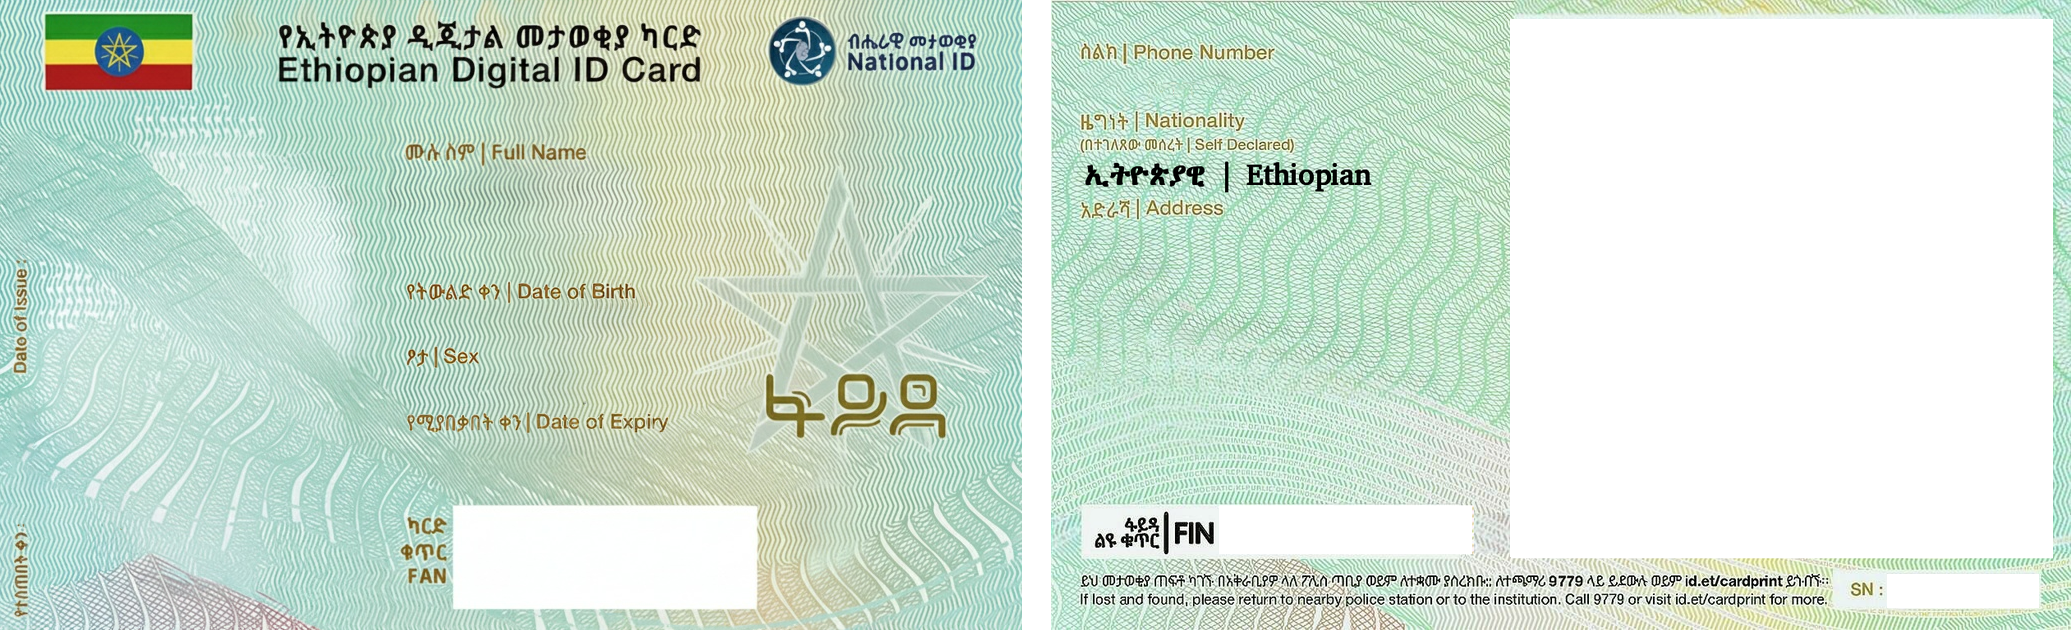 የኢትዮጵያ ዲጂታል መታወቂያ ካርድ
Ethiopian Digital ID Card
ብሔራዊ መታወቂያ
National ID
ሙሉ ስም | Full Name
የትውልድ ቀን | Date of Birth
ፆታ | Sex
የሚያበቃበት ቀን | Date of Expiry
ፋይዳ
ካርድ
ቁጥር
FAN
Date of Issue :
የተሰጠበት ቀን :
ስልክ | Phone Number
ዜግነት | Nationality
(በተገለጸው መሰረት | Self Declared)
ኢትዮጵያዊ | Ethiopian
አድራሻ | Address
ፋይዳ
ልዩ ቁጥር | FIN
ይህ መታወቂያ ጠፍቶ ካገኙ በአቅራቢያዎ ላለ ፖሊስ ጣቢያ ወይም ለተቋሙ ያስረክቡ። ለተጨማሪ 9779 ላይ ይደውሉ ወይም id.et/cardprint ይጎብኙ።
If lost and found, please return to nearby police station or to the institution. Call 9779 or visit id.et/cardprint for more.
SN :